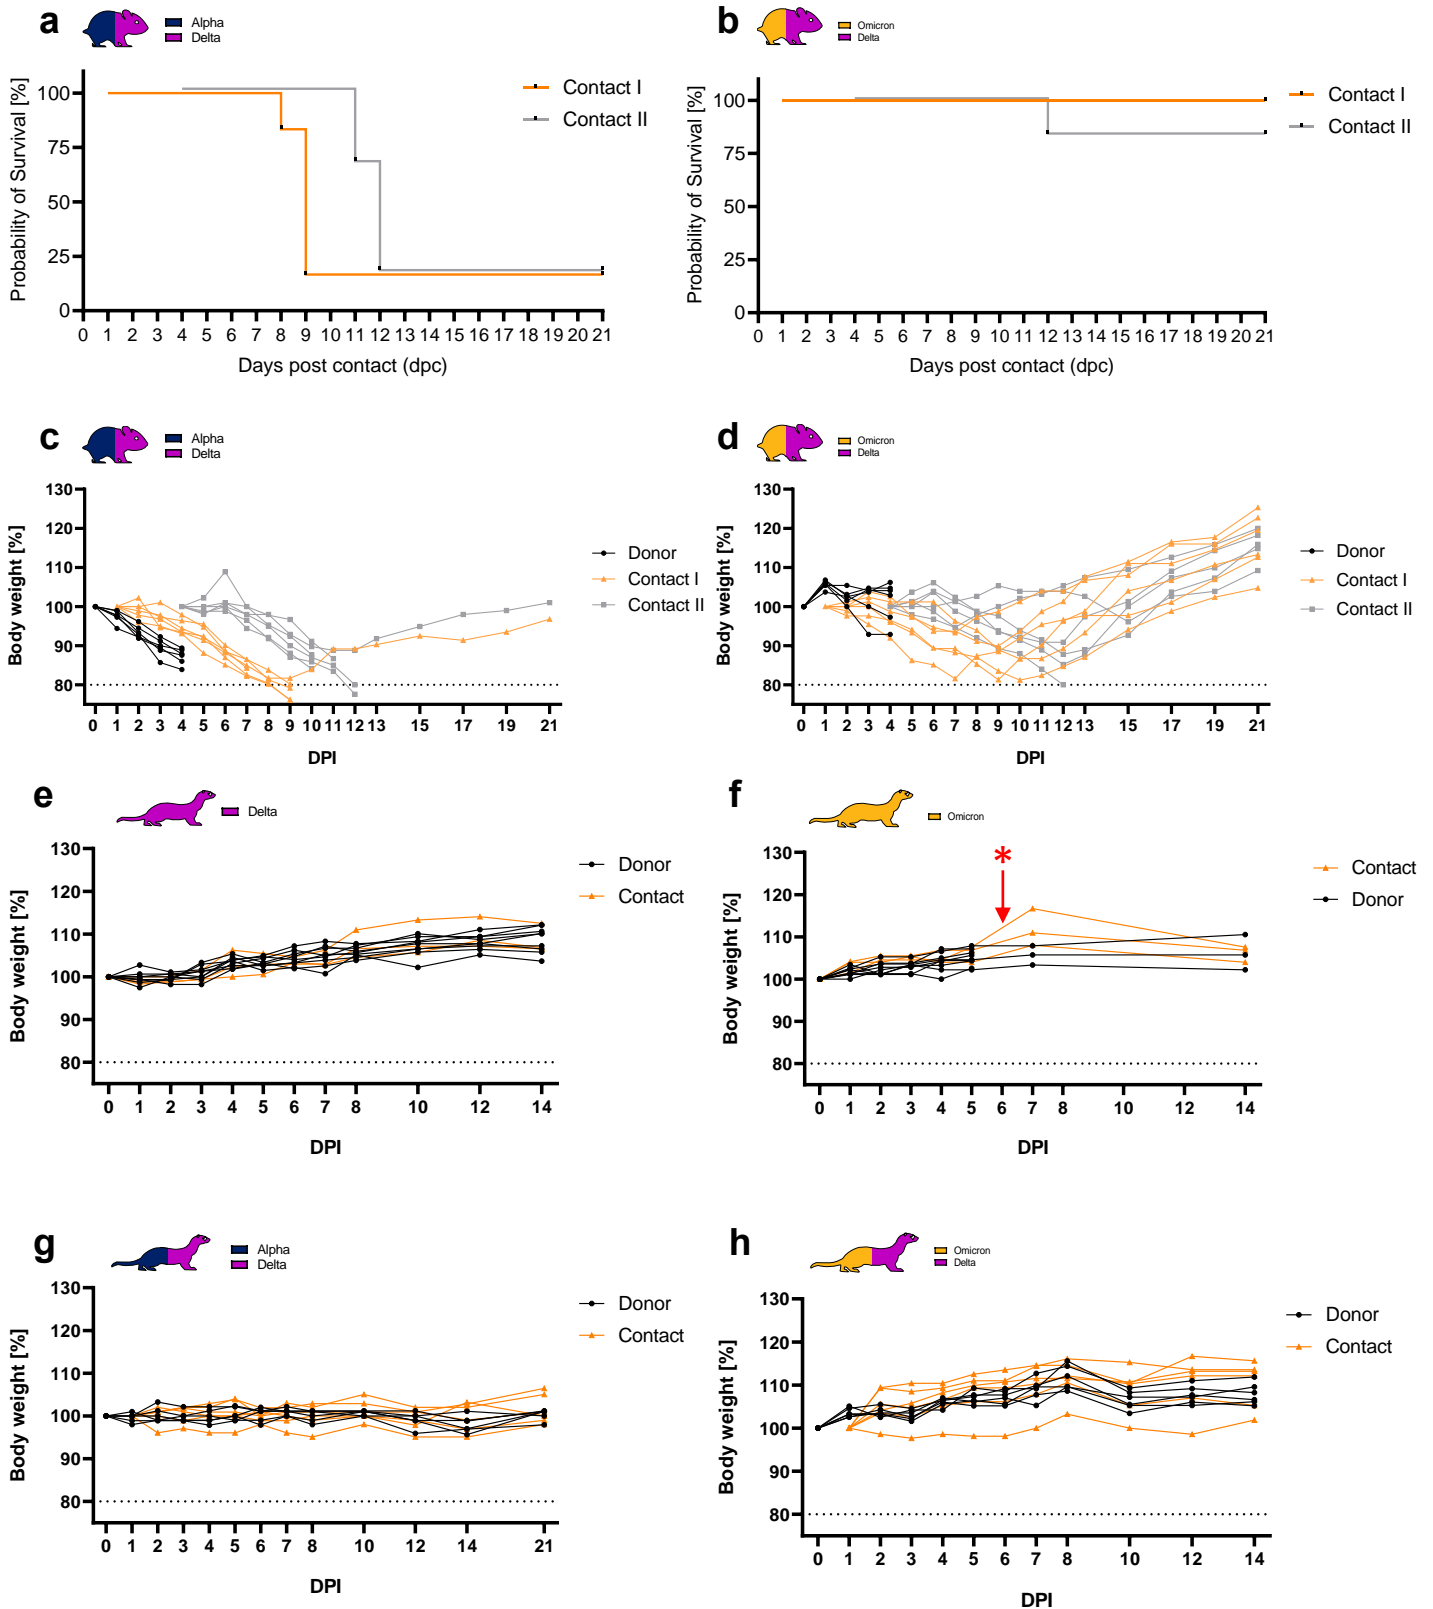 a
Alpha
Delta
Probability of Survival [%]
100
75
50
25
0
0 1 2 3 4 5 6 7 8 9 10 11 12 13 14 15 16 17 18 19 20 21
Days post contact (dpc)
Contact I
Contact II
b
Omicron
Delta
Probability of Survival [%]
100
75
50
25
0
0 1 2 3 4 5 6 7 8 9 10 11 12 13 14 15 16 17 18 19 20 21
Days post contact (dpc)
Contact I
Contact II
c
Alpha
Delta
Body weight [%]
130
120
110
100
90
80
0 1 2 3 4 5 6 7 8 9 10 11 12 13 15 17 19 21
DPI
Donor
Contact I
Contact II
d
Omicron
Delta
Body weight [%]
130
120
110
100
90
80
0 1 2 3 4 5 6 7 8 9 10 11 12 13 15 17 19 21
DPI
Donor
Contact I
Contact II
e
Delta
Body weight [%]
130
120
110
100
90
80
0 1 2 3 4 5 6 7 8 10 12 14
DPI
Donor
Contact
f
Omicron
*
Body weight [%]
130
120
110
100
90
80
0 1 2 3 4 5 6 7 8 10 12 14
DPI
Contact
Donor
g
Alpha
Delta
Body weight [%]
130
120
110
100
90
80
0 1 2 3 4 5 6 7 8 10 12 14 21
DPI
Donor
Contact
h
Omicron
Delta
Body weight [%]
130
120
110
100
90
80
0 1 2 3 4 5 6 7 8 10 12 14
DPI
Donor
Contact